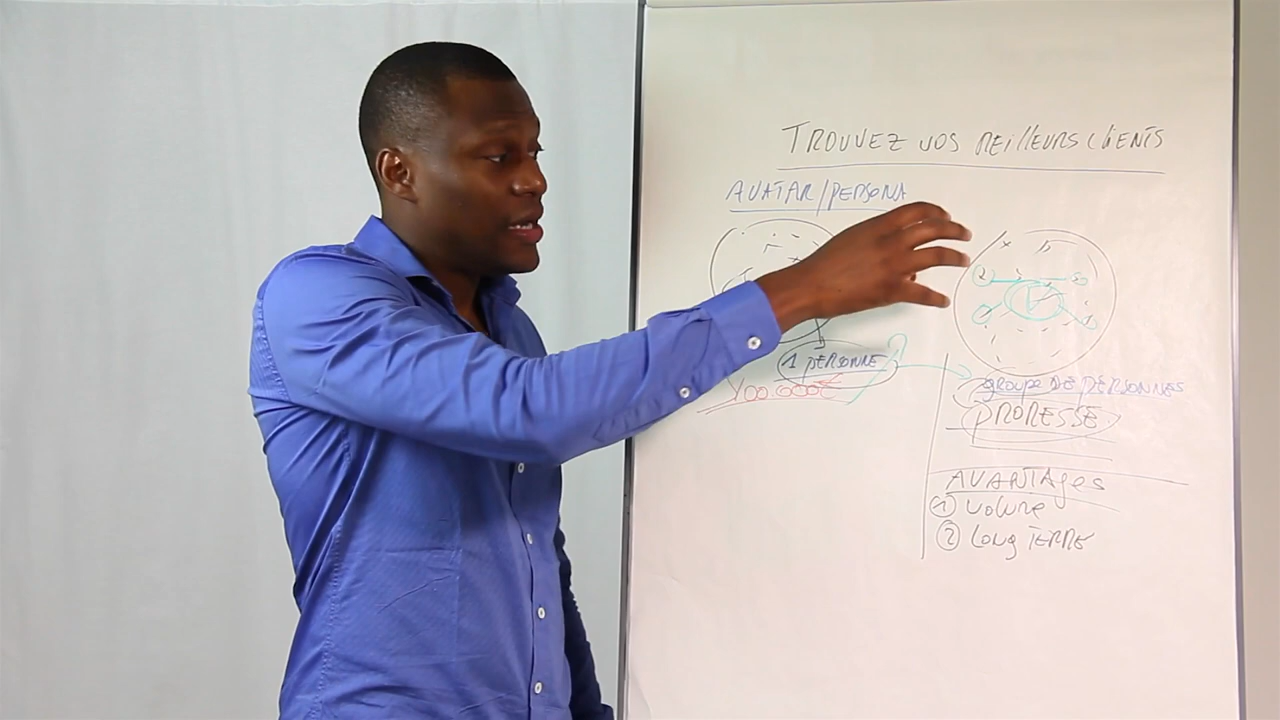 TROUVEZ VOS MEILLEURS CLIENTS
AVATAR/PERSONA
1 PERSONNE
100.000€
GROUPE DE PERSONNES
PROMESSE
AVANTAGES
1 VOLUME
2 LONG TERME